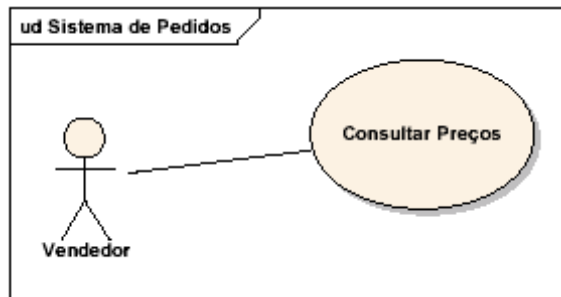 ud Sistema de Pedidos
Consultar Preços
Vendedor